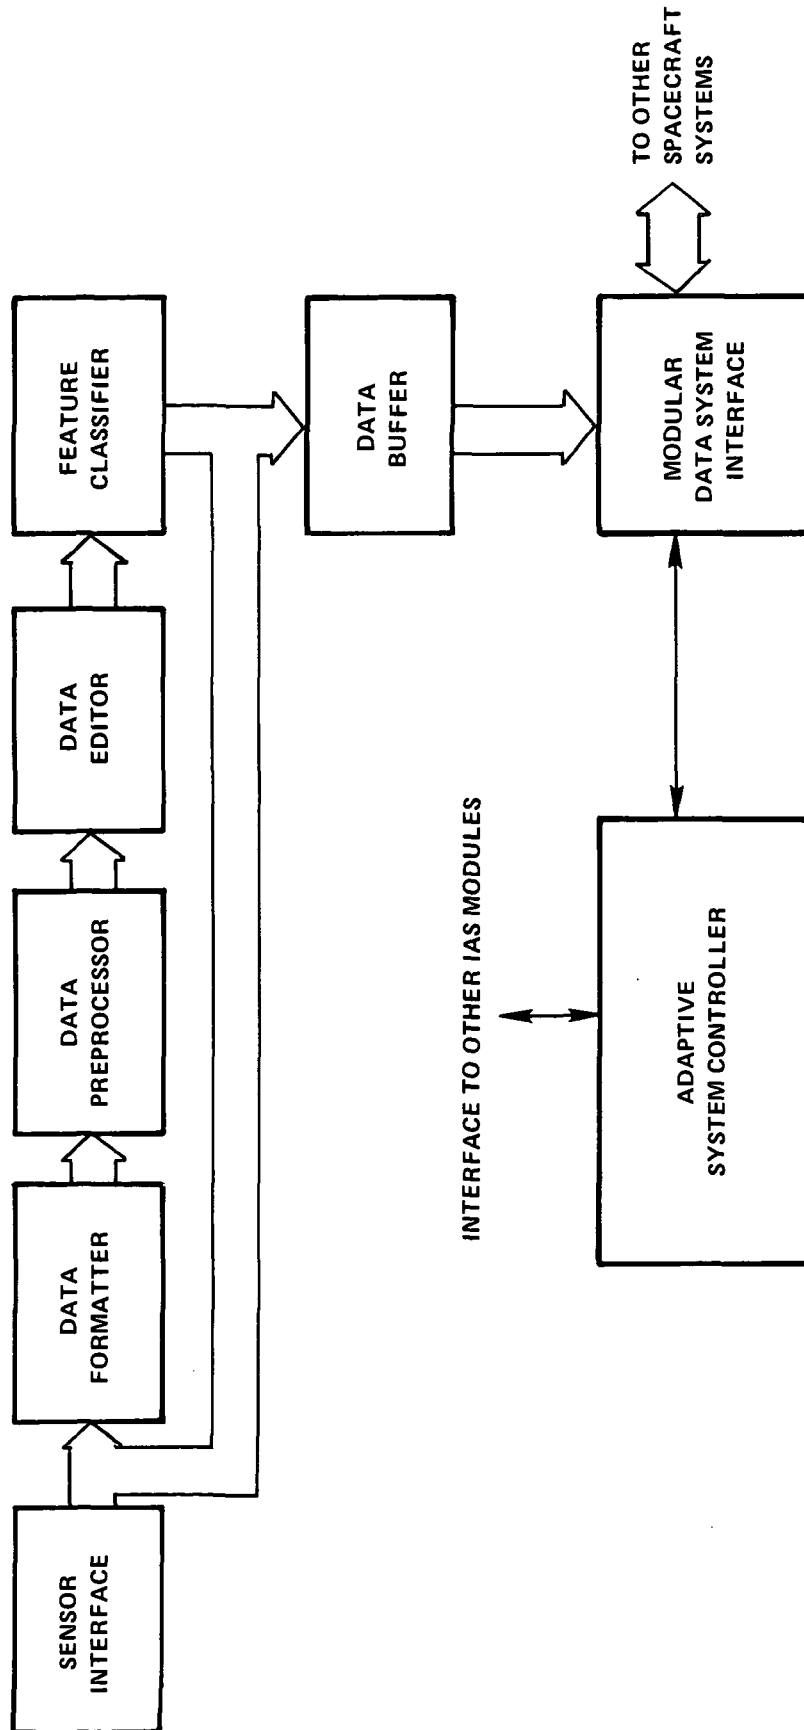 SENSOR
INTERFACE
DATA
FORMATTER
DATA
PREPROCESSOR
DATA
EDITOR
FEATURE
CLASSIFIER
DATA
BUFFER
INTERFACE TO OTHER IAS MODULES
ADAPTIVE
SYSTEM CONTROLLER
MODULAR
DATA SYSTEM
INTERFACE
TO OTHER
SPACECRAFT
SYSTEMS